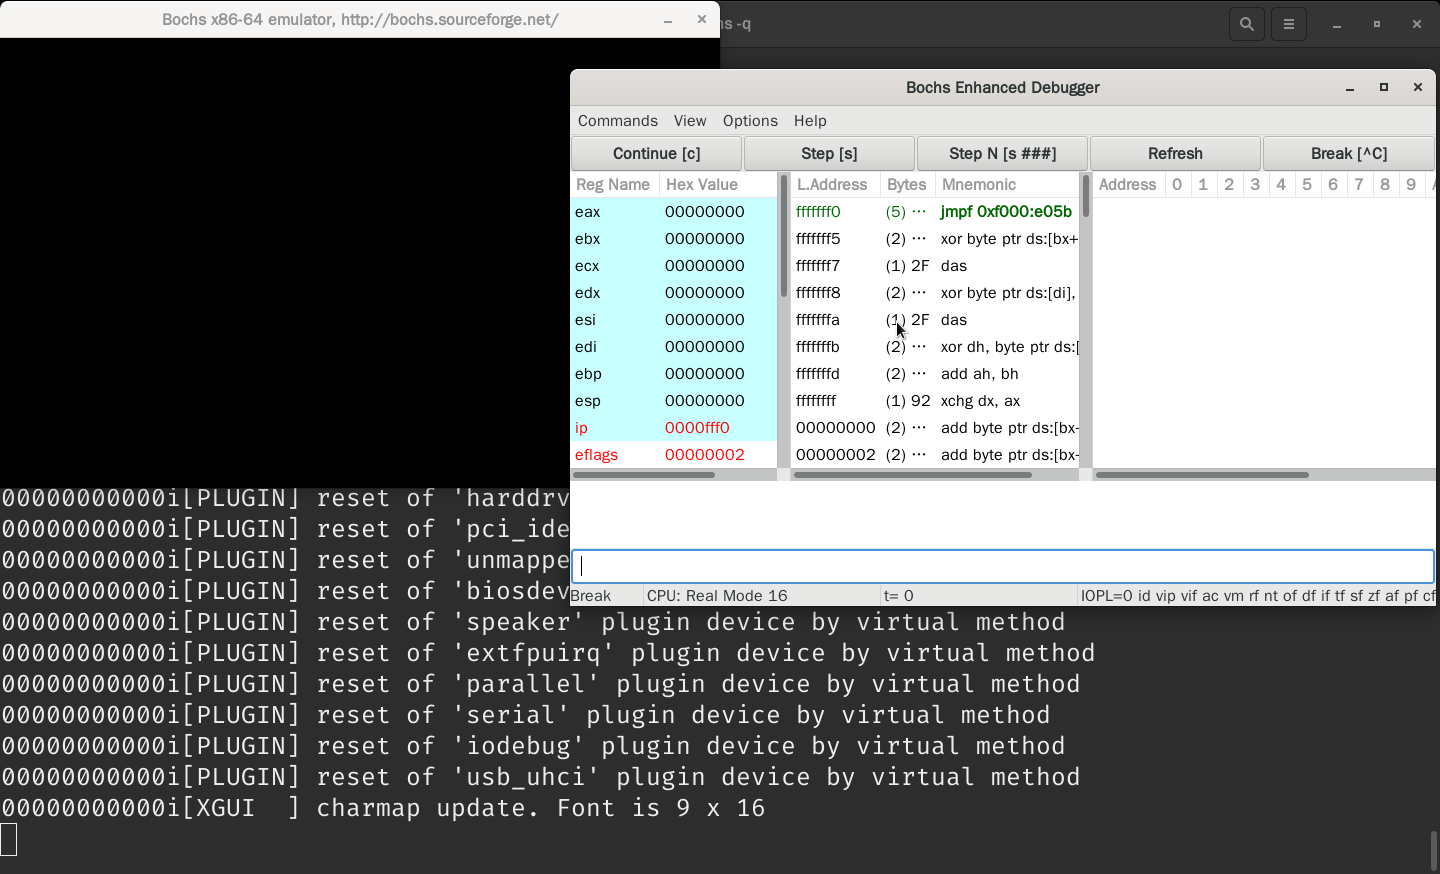 Bochs x86-64 emulator, http://bochs.sourceforge.net/
hs -q
Bochs Enhanced Debugger
Commands View Options Help
Continue [c] Step [s] Step N [s ###] Refresh Break [^C]
Reg Name Hex Value L.Address Bytes Mnemonic Address 0 1 2 3 4 5 6 7 8 9
eax 00000000 fffffff0 (5) ··· jmpf 0xf000:e05b
ebx 00000000 fffffff5 (2) ··· xor byte ptr ds:[bx+
ecx 00000000 fffffff7 (1) 2F das
edx 00000000 fffffff8 (2) ··· xor byte ptr ds:[di],
esi 00000000 fffffffa (1) 2F das
edi 00000000 fffffffb (2) ··· xor dh, byte ptr ds:[
ebp 00000000 fffffffd (2) ··· add ah, bh
esp 00000000 ffffffff (1) 92 xchg dx, ax
ip 0000fff0 00000000 (2) ··· add byte ptr ds:[bx+
eflags 00000002 00000002 (2) ··· add byte ptr ds:[bx+
Break CPU: Real Mode 16 t= 0 IOPL=0 id vip vif ac vm rf nt of df if tf sf zf af pf cf
00000000000i[PLUGIN] reset of 'harddrv
00000000000i[PLUGIN] reset of 'pci_ide
00000000000i[PLUGIN] reset of 'unmappe
00000000000i[PLUGIN] reset of 'biosdev
00000000000i[PLUGIN] reset of 'speaker' plugin device by virtual method
00000000000i[PLUGIN] reset of 'extfpuirq' plugin device by virtual method
00000000000i[PLUGIN] reset of 'parallel' plugin device by virtual method
00000000000i[PLUGIN] reset of 'serial' plugin device by virtual method
00000000000i[PLUGIN] reset of 'iodebug' plugin device by virtual method
00000000000i[PLUGIN] reset of 'usb_uhci' plugin device by virtual method
00000000000i[XGUI  ] charmap update. Font is 9 x 16